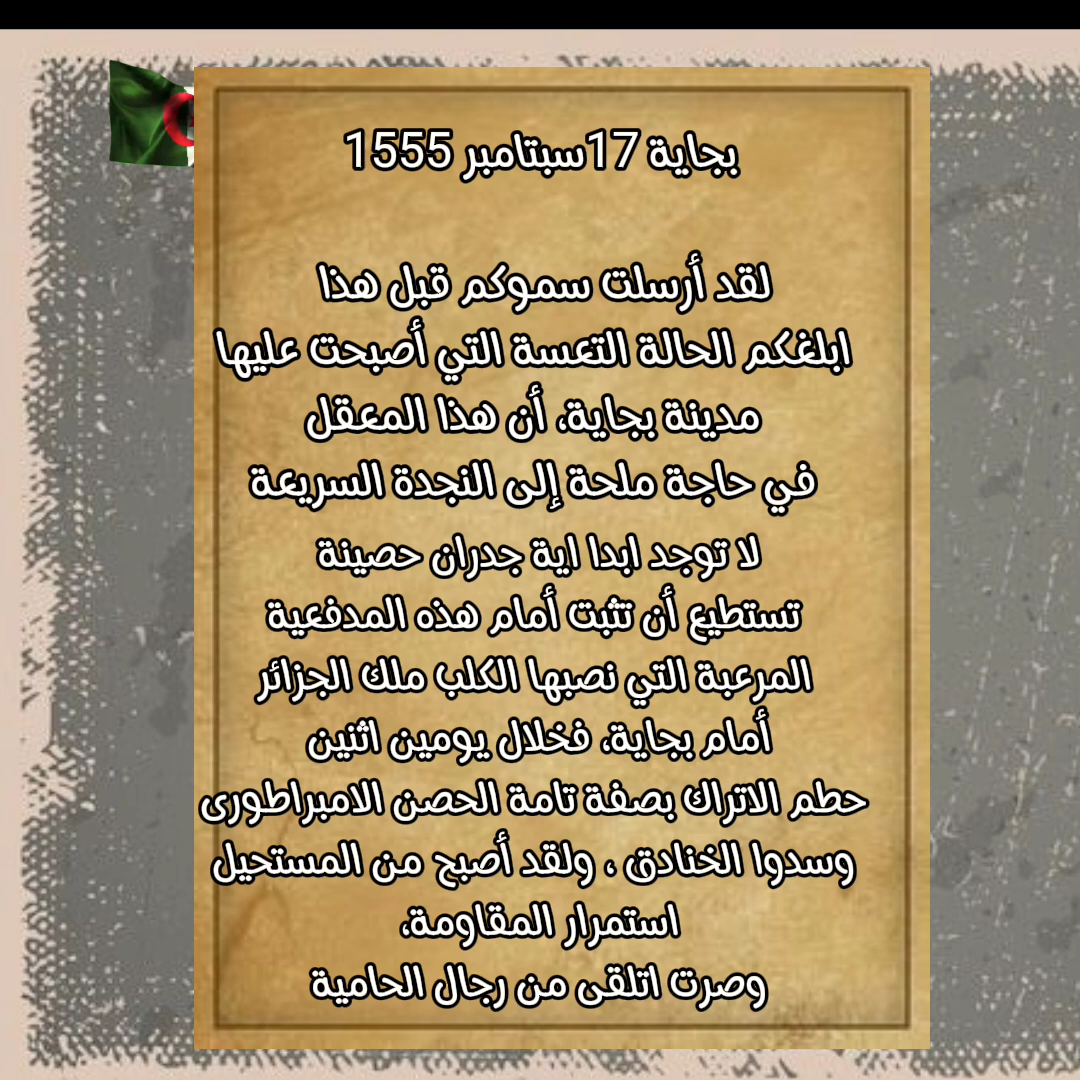 بجاية 17سبتامبر 1555
لقد أرسلت سموكم قبل هذا
ابلغكم الحالة التعسة التي أصبحت عليها
مدينة بجاية، أن هذا المعقل
في حاجة ملحة إلى النجدة السريعة
لا توجد ابدا اية جدران حصينة
تستطيع أن تثبت أمام هذه المدفعية
المرعبة التي نصبها الكلب ملك الجزائر
أمام بجاية، فخلال يومين اثنين
حطم الاتراك بصفة تامة الحصن الامبراطورى
وسدوا الخنادق ، ولقد أصبح من المستحيل
استمرار المقاومة،
وصرت اتلقى من رجال الحامية